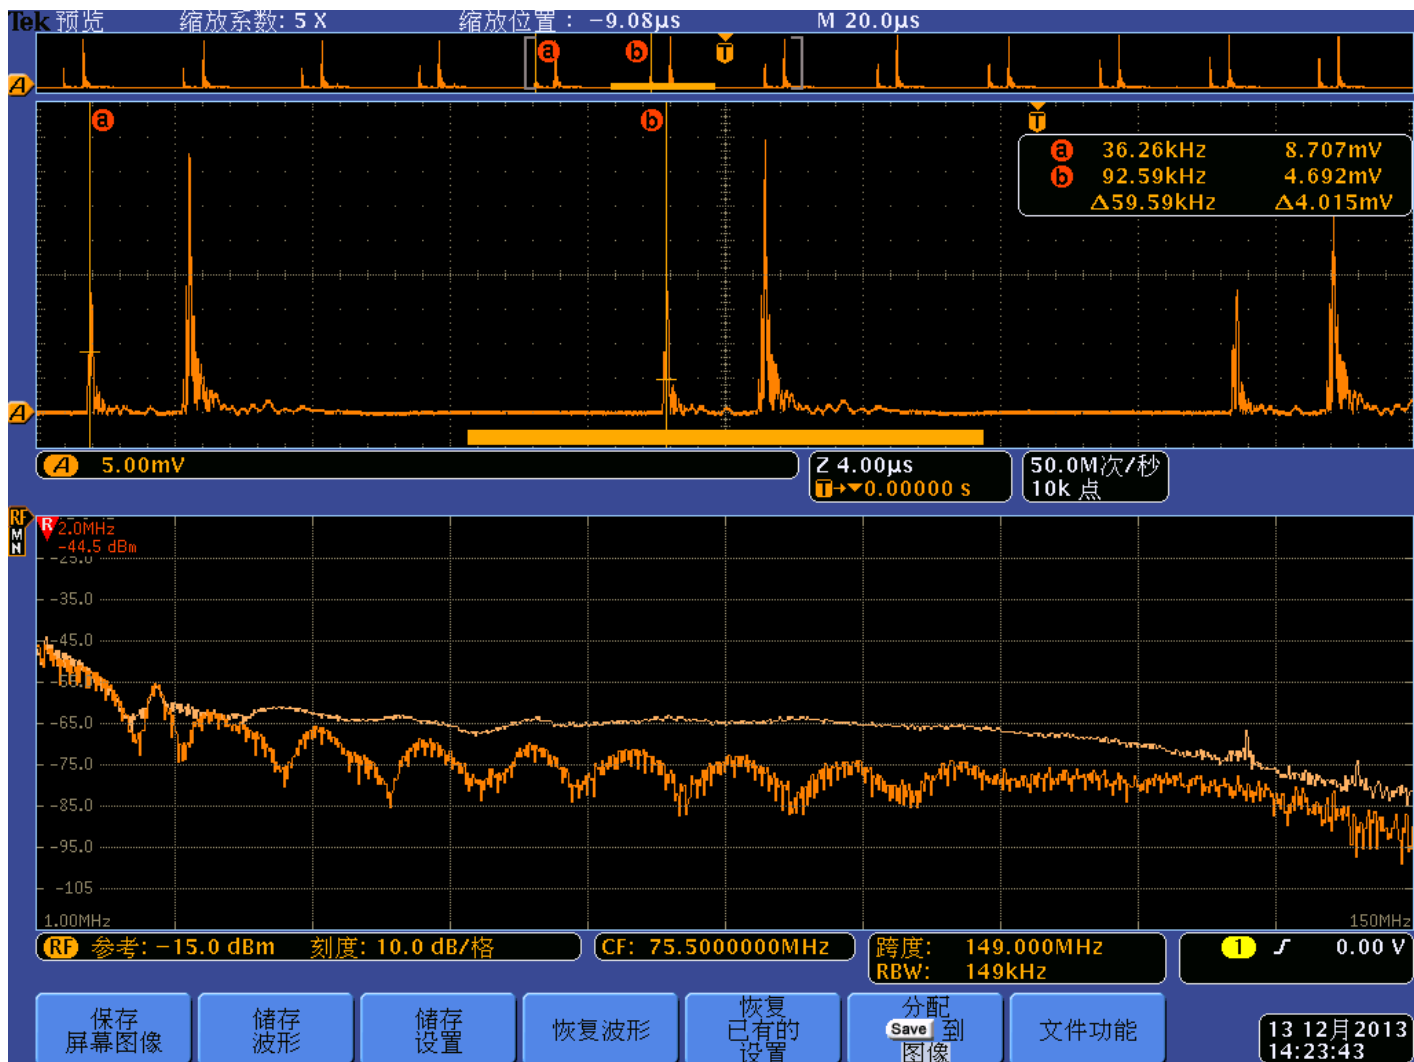 Tek 预览 缩放系数: 5 X 缩放位置 : −9.08µs M 20.0µs
a b T
A
a b T
a 36.26kHz 8.707mV
b 92.59kHz 4.692mV
Δ59.59kHz Δ4.015mV
A
A 5.00mV
Z 4.00µs
T→▼0.00000 s
50.0M次/秒
10k 点
RF
M
N
R 2.0MHz
-44.5 dBm
-25.0
-35.0
-45.0
-65.0
-75.0
-85.0
-95.0
-105
1.00MHz 150MHz
RF 参考: −15.0 dBm 刻度: 10.0 dB/格
CF: 75.5000000MHz
跨度: 149.000MHz
RBW: 149kHz
1 0.00 V
保存
屏幕图像
储存
波形
储存
设置
恢复波形
恢复
已有的
设置
分配
Save 到
图像
文件功能
13 12月 2013
14:23:43